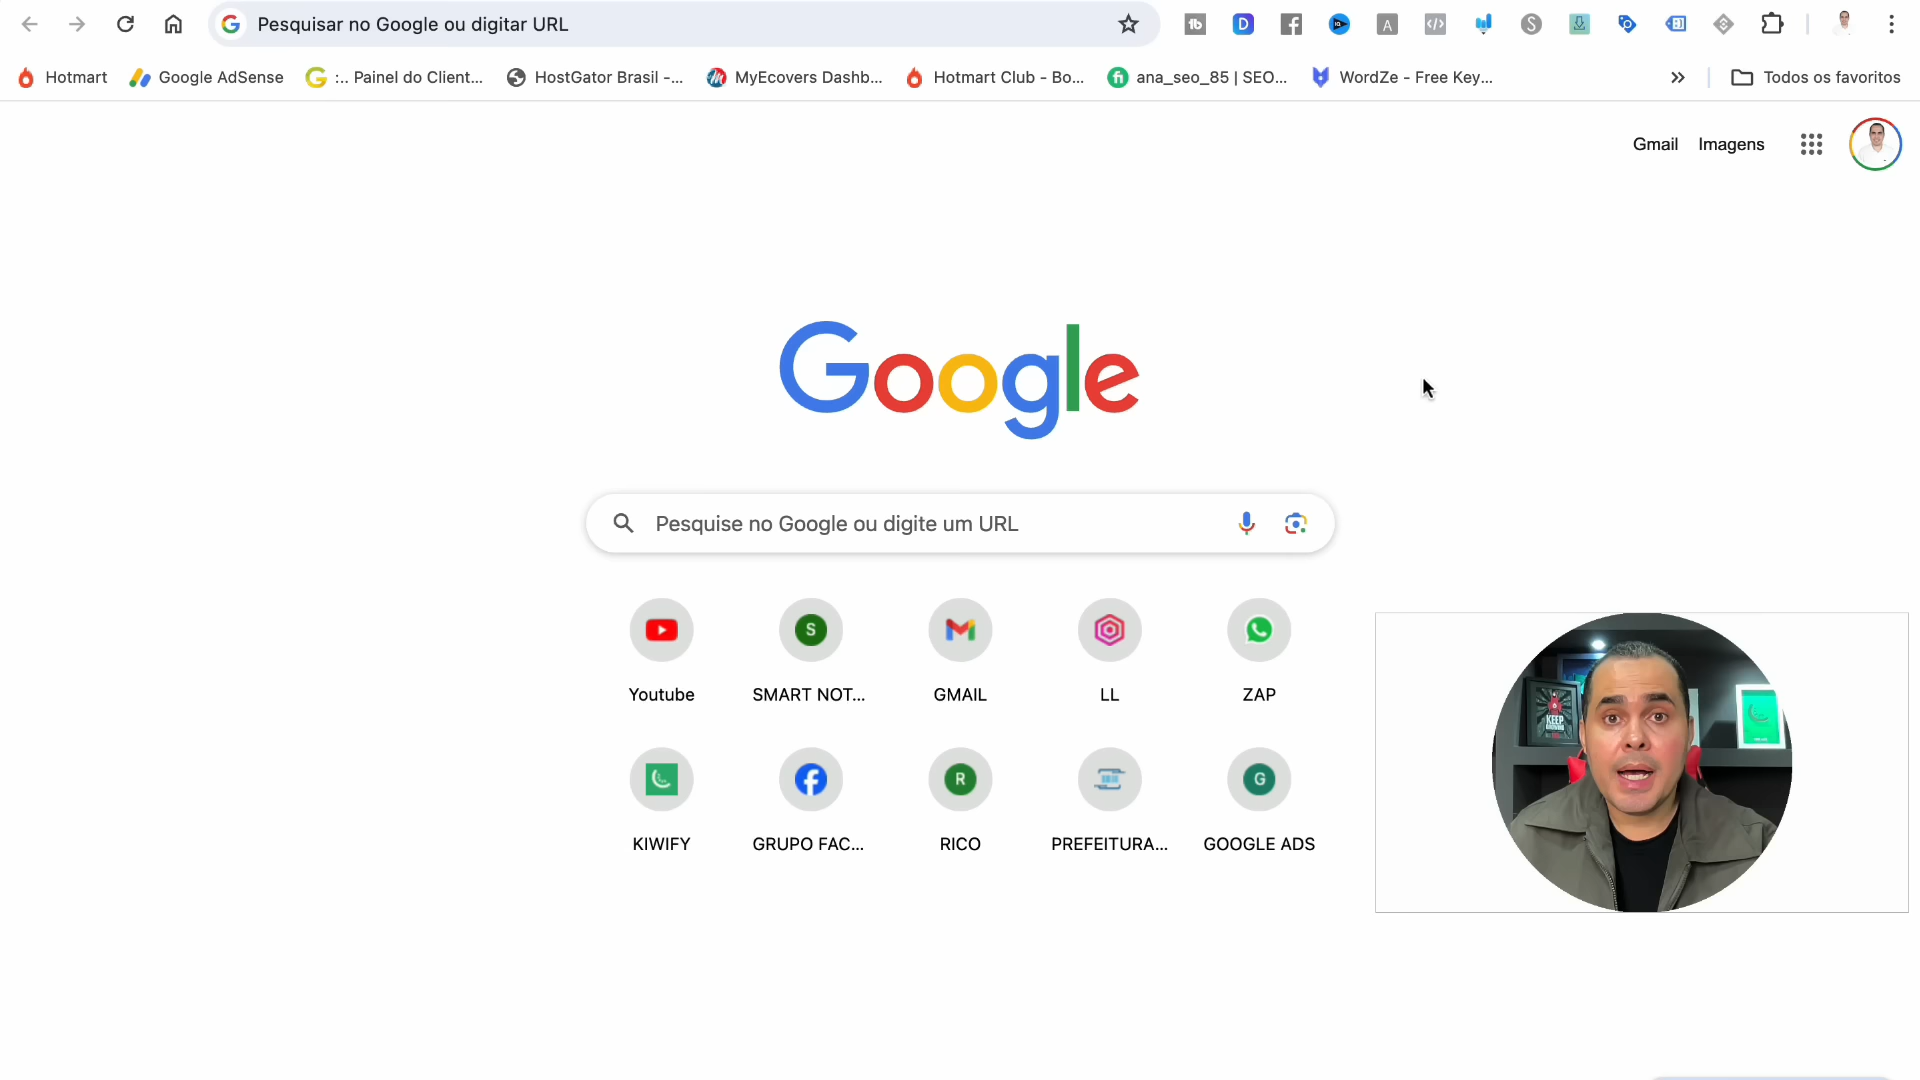 Pesquisar no Google ou digitar URL
Hotmart
Google AdSense
:.. Painel do Client...
HostGator Brasil -...
MyEcovers Dashb...
Hotmart Club - Bo...
ana_seo_85 | SEO...
WordZe - Free Key...
Todos os favoritos
Gmail
Imagens
Google
Pesquise no Google ou digite um URL
Youtube
SMART NOT...
GMAIL
LL
ZAP
KIWIFY
GRUPO FAC...
RICO
PREFEITURA...
GOOGLE ADS
KEEP